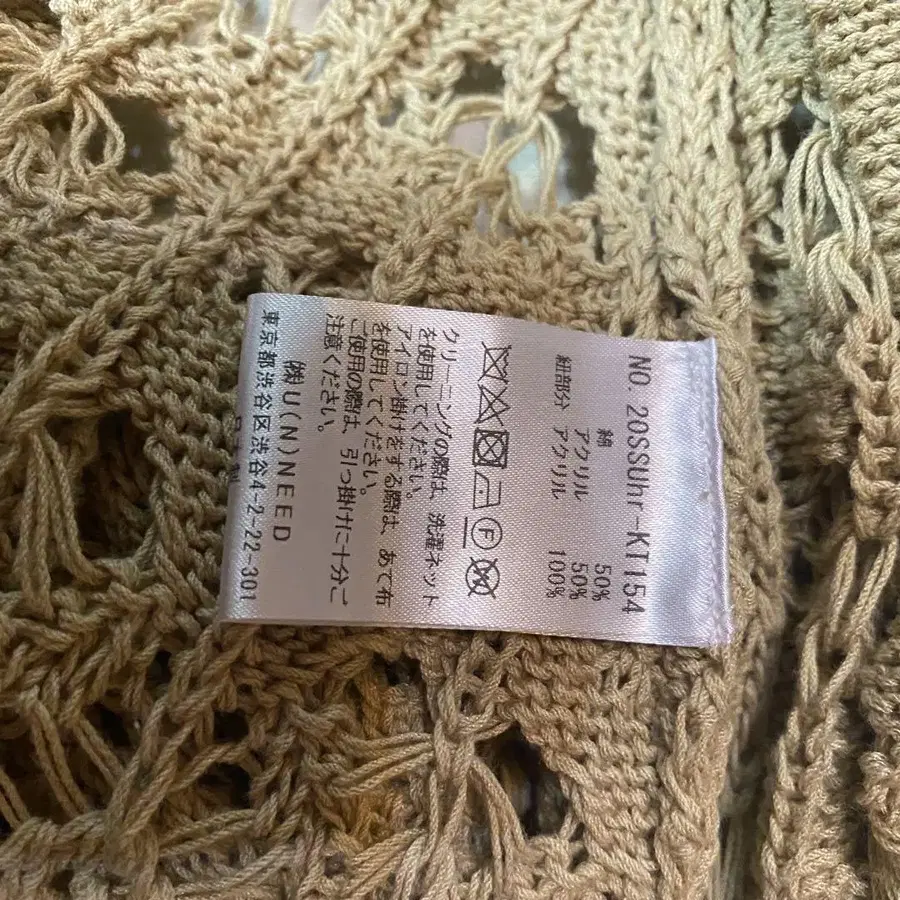 NO. 20SSUhr-KT154
綿 50%
アクリル 50%
紐部分 アクリル 100%
クリーニングの際は、洗濯ネット
を使用してください。
アイロン掛けをする際は、あて布
を使用してください。
ご使用の際は、引っ掛けに十分ご
注意ください。
㈱U(N)NEED
東京都渋谷区渋谷4-2-22-301